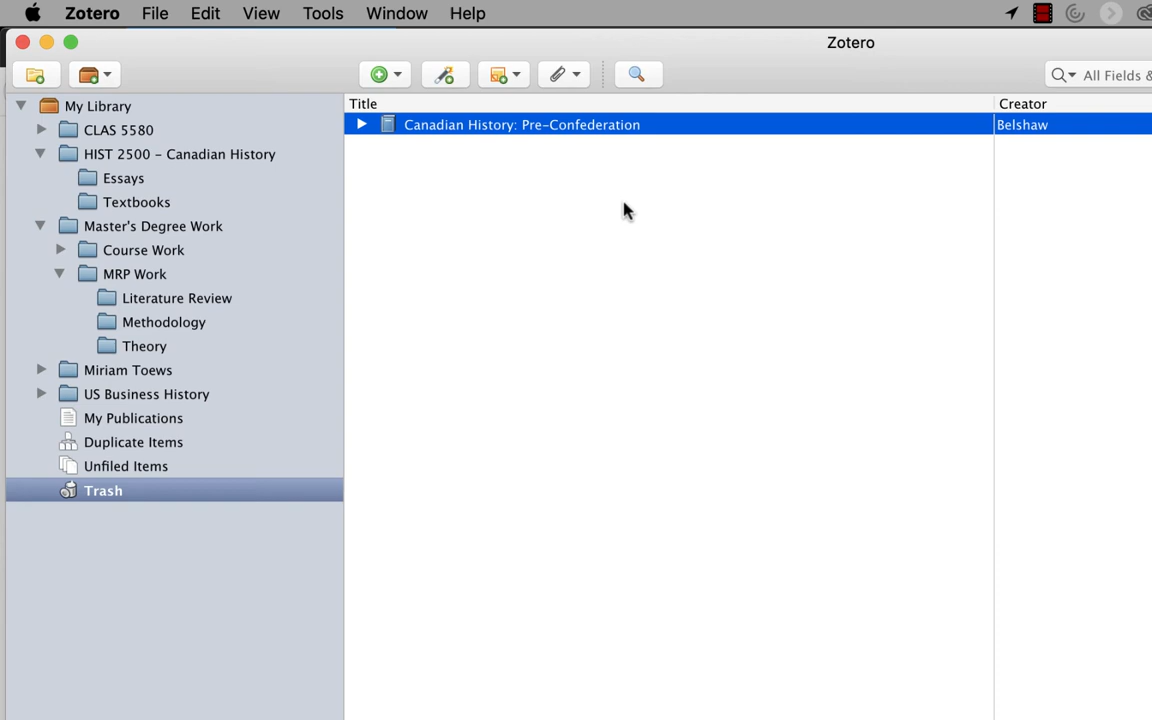 Zotero File Edit View Tools Window Help
Zotero
All Fields &
My Library
CLAS 5580
HIST 2500 – Canadian History
Essays
Textbooks
Master's Degree Work
Course Work
MRP Work
Literature Review
Methodology
Theory
Miriam Toews
US Business History
My Publications
Duplicate Items
Unfiled Items
Trash
Title Creator
Canadian History: Pre-Confederation Belshaw